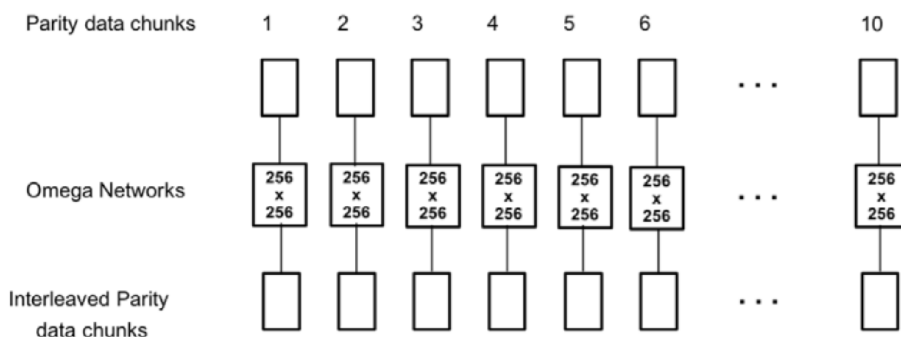 Parity data chunks 1 2 3 4 5 6 10
. . .
Omega Networks 256 x 256 256 x 256 256 x 256 256 x 256 256 x 256 256 x 256 . . . 256 x 256
Interleaved Parity
data chunks
. . .